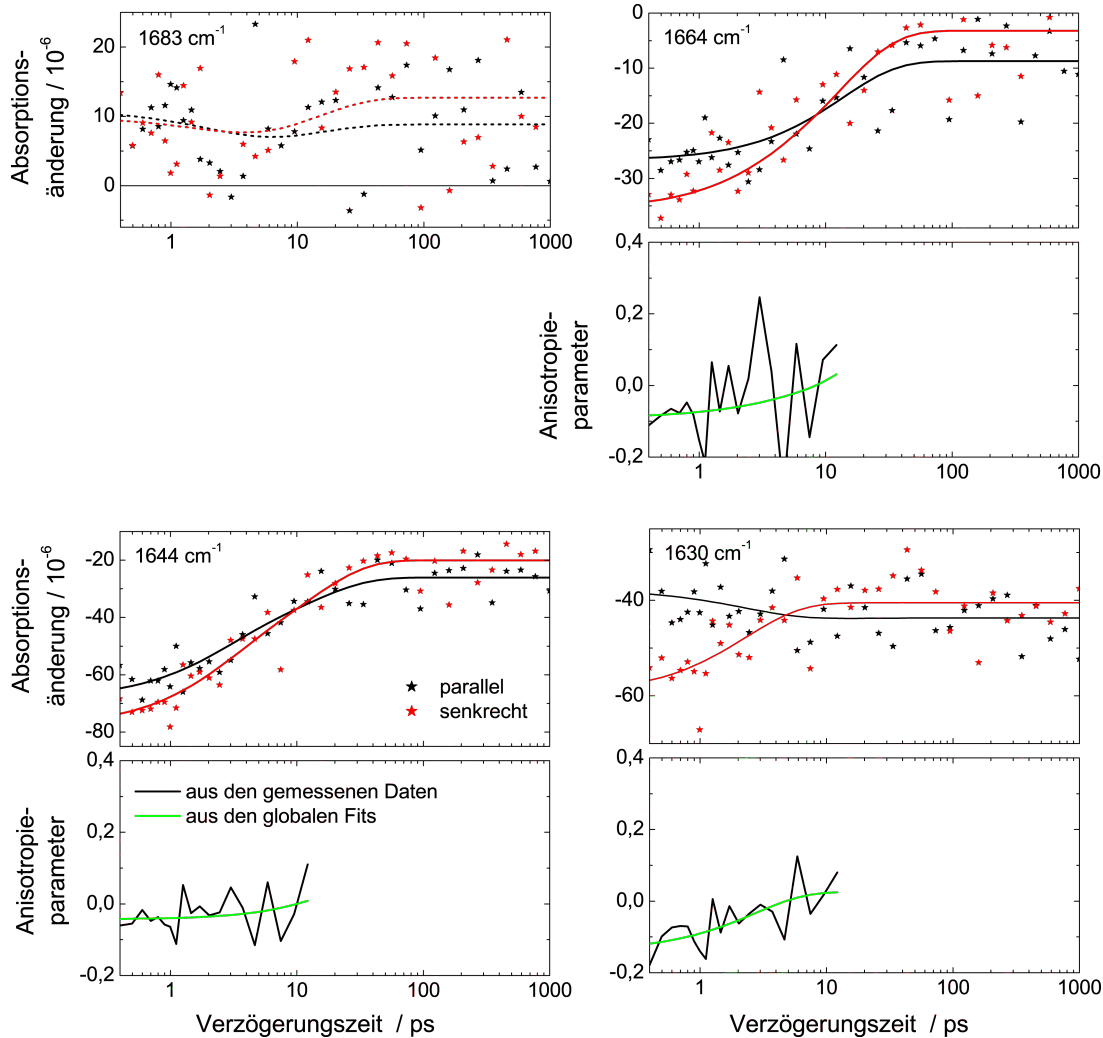 1683 cm-1
Absorptions-
änderung / 10-6
20
10
0
1
10
100
1000
1664 cm-1
0
-10
-20
-30
0,4
0,2
0,0
-0,2
Anisotropie-
parameter
1
10
100
1000
1644 cm-1
Absorptions-
änderung / 10-6
-20
-40
-60
-80
parallel
senkrecht
1630 cm-1
-40
-60
0,4
0,2
0,0
-0,2
Anisotropie-
parameter
aus den gemessenen Daten
aus den globalen Fits
1
10
100
1000
Verzögerungszeit / ps
0,4
0,2
0,0
-0,2
1
10
100
1000
Verzögerungszeit / ps